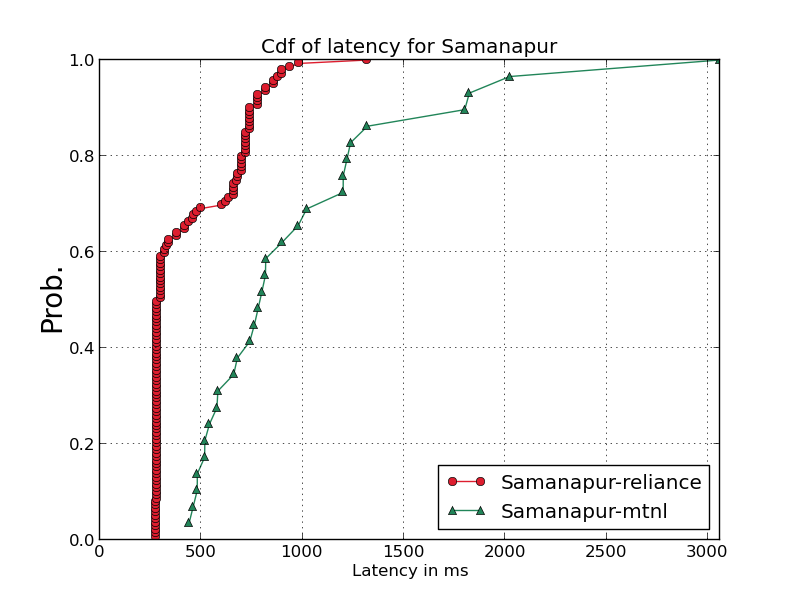 Cdf of latency for Samanapur
Prob.
1.0
0.8
0.6
0.4
0.2
0.0
0 500 1000 1500 2000 2500 3000
Latency in ms
Samanapur-reliance
Samanapur-mtnl